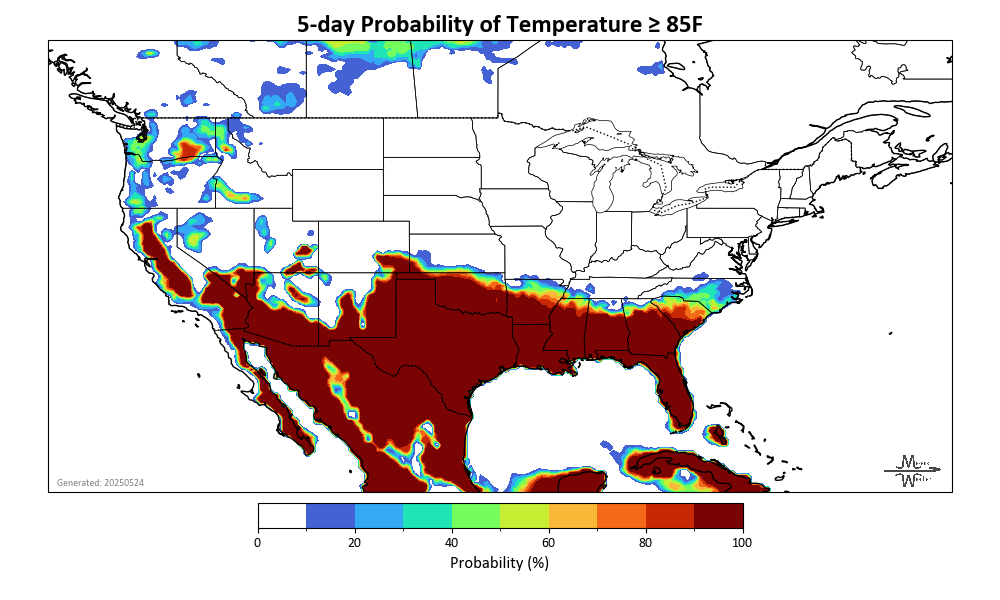 5-day Probability of Temperature ≥ 85F
Generated: 20250524
0 20 40 60 80 100
Probability (%)